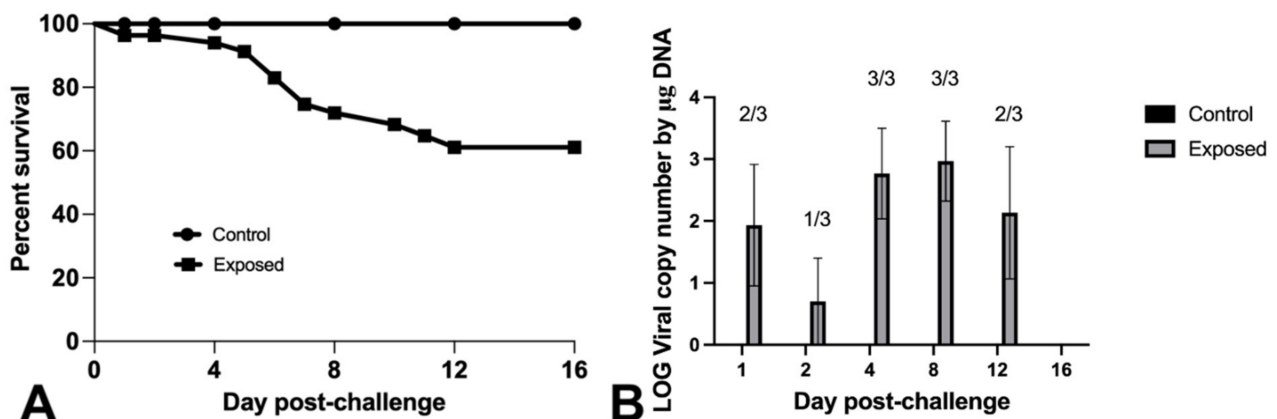 100
80
60
40
20
0
Percent survival
Control
Exposed
0 4 8 12 16
Day post-challenge
A
LOG Viral copy number by µg DNA
4
3
2
1
0
2/3 1/3 3/3 3/3 2/3
1 2 4 8 12 16
Day post-challenge
B
Control
Exposed